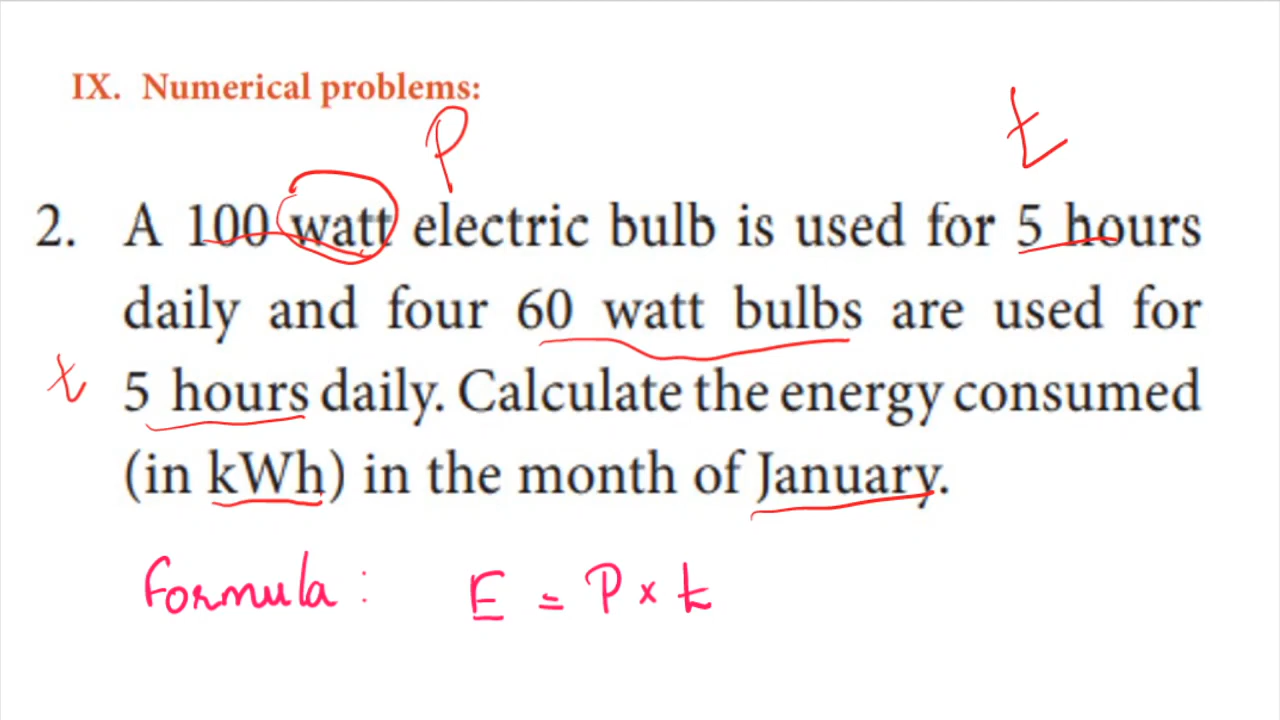 IX. Numerical problems:
P
t
2. A 100 watt electric bulb is used for 5 hours
daily and four 60 watt bulbs are used for
t
5 hours daily. Calculate the energy consumed
(in kWh) in the month of January.
Formula : E = P × t